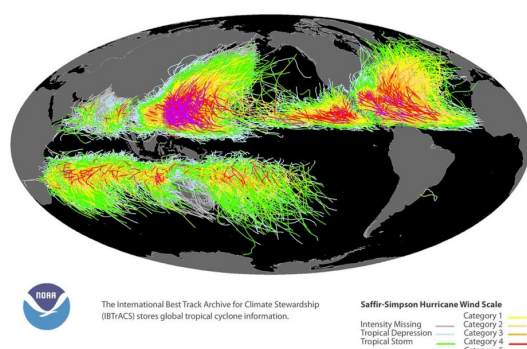 NOAA
The International Best Track Archive for Climate Stewardship
(IBTrACS) stores global tropical cyclone information.
Saffir-Simpson Hurricane Wind Scale
Category 1
Intensity Missing
Category 2
Tropical Depression
Category 3
Tropical Storm
Category 4